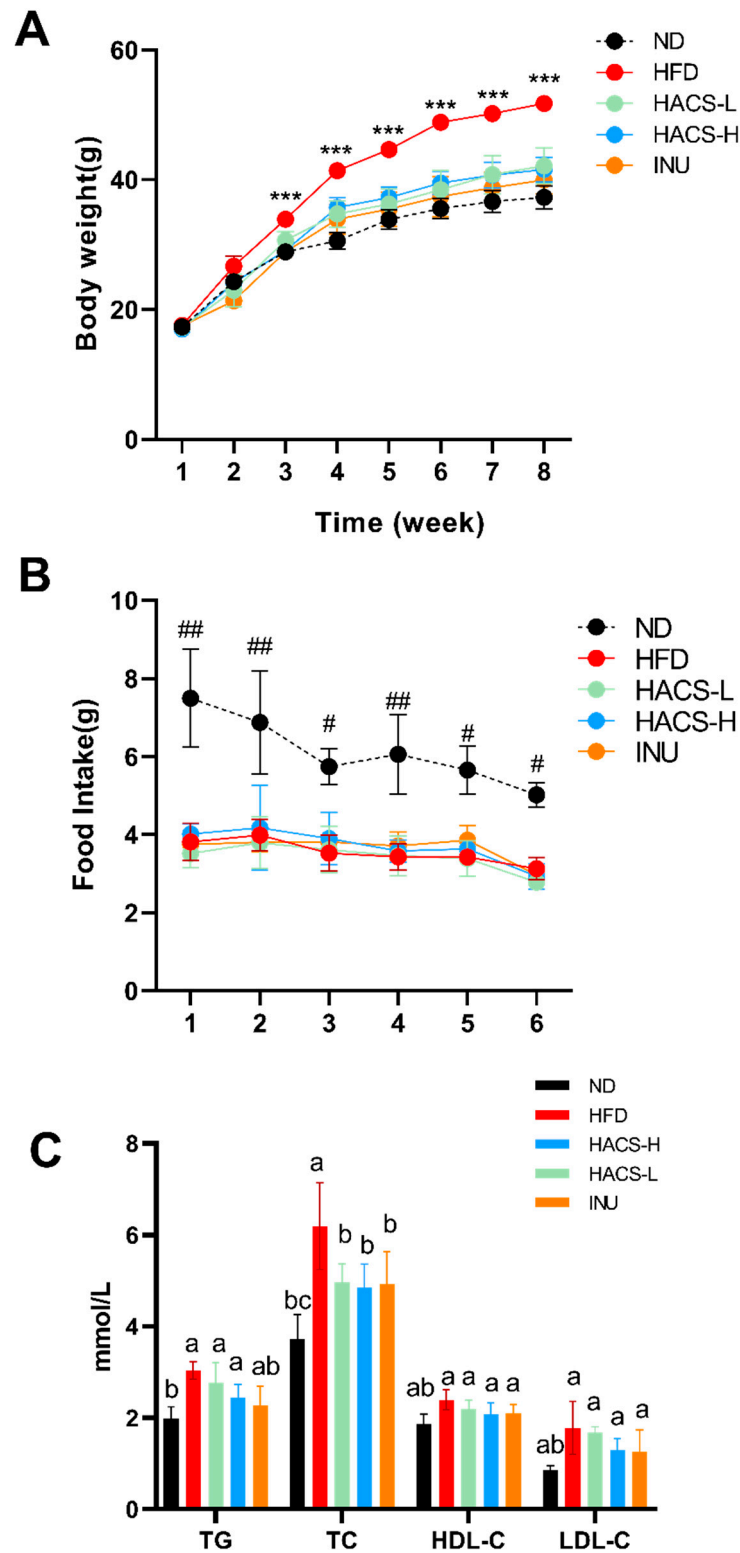 A
60
40
20
0
Body weight(g)
***
***
***
***
***
***
1 2 3 4 5 6 7 8
Time (week)
ND
HFD
HACS-L
HACS-H
INU
B
10
8
6
4
2
0
Food Intake(g)
## ## # ## # #
1 2 3 4 5 6
ND
HFD
HACS-L
HACS-H
INU
C
8
6
4
2
0
mmol/L
ND
HFD
HACS-H
HACS-L
INU
b a a a ab
bc a b b b
ab a a a a
ab a a a a
TG TC HDL-C LDL-C